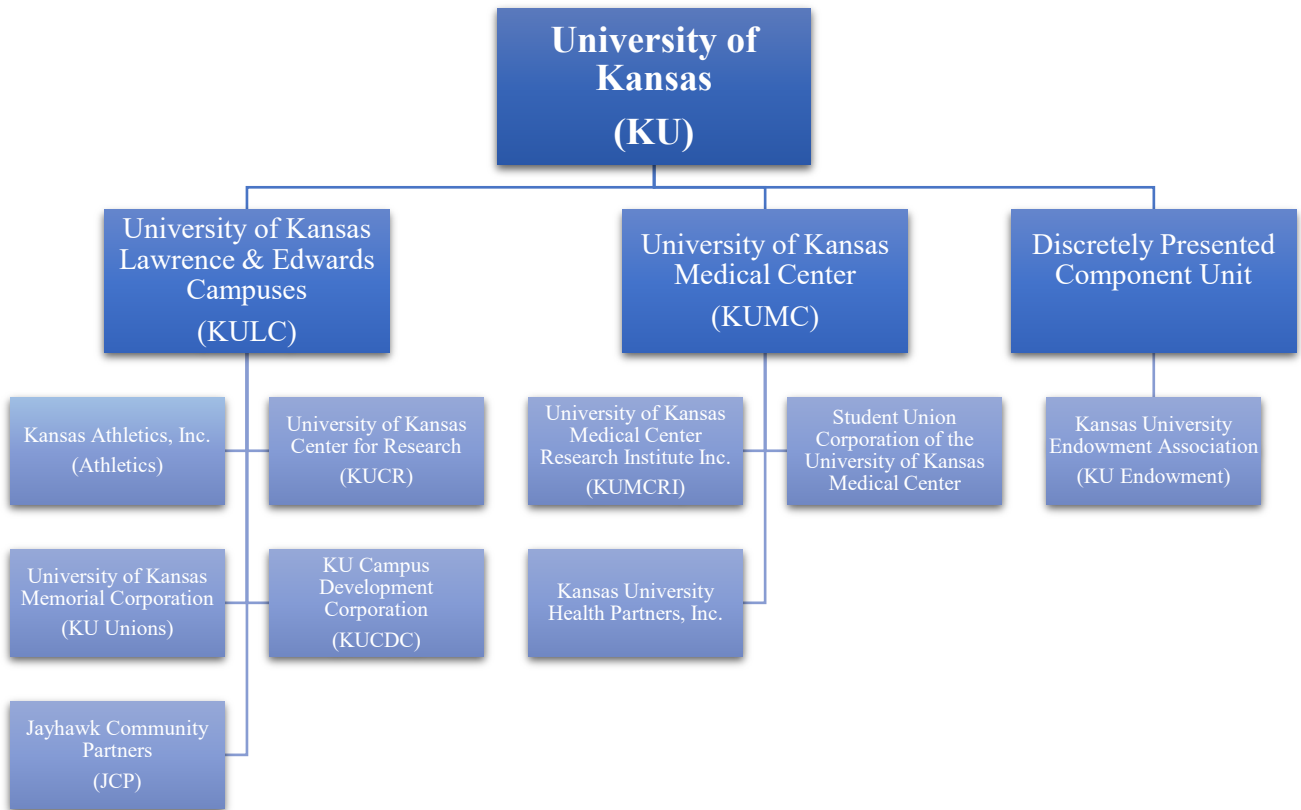 University of
Kansas
(KU)
University of Kansas
Lawrence & Edwards
Campuses
(KULC)
University of Kansas
Medical Center
(KUMC)
Discretely Presented
Component Unit
Kansas Athletics, Inc.
(Athletics)
University of Kansas
Center for Research
(KUCR)
University of Kansas
Medical Center
Research Institute Inc.
(KUMCRI)
Student Union
Corporation of the
University of Kansas
Medical Center
Kansas University
Endowment Association
(KU Endowment)
University of Kansas
Memorial Corporation
(KU Unions)
KU Campus
Development
Corporation
(KUCDC)
Kansas University
Health Partners, Inc.
Jayhawk Community
Partners
(JCP)